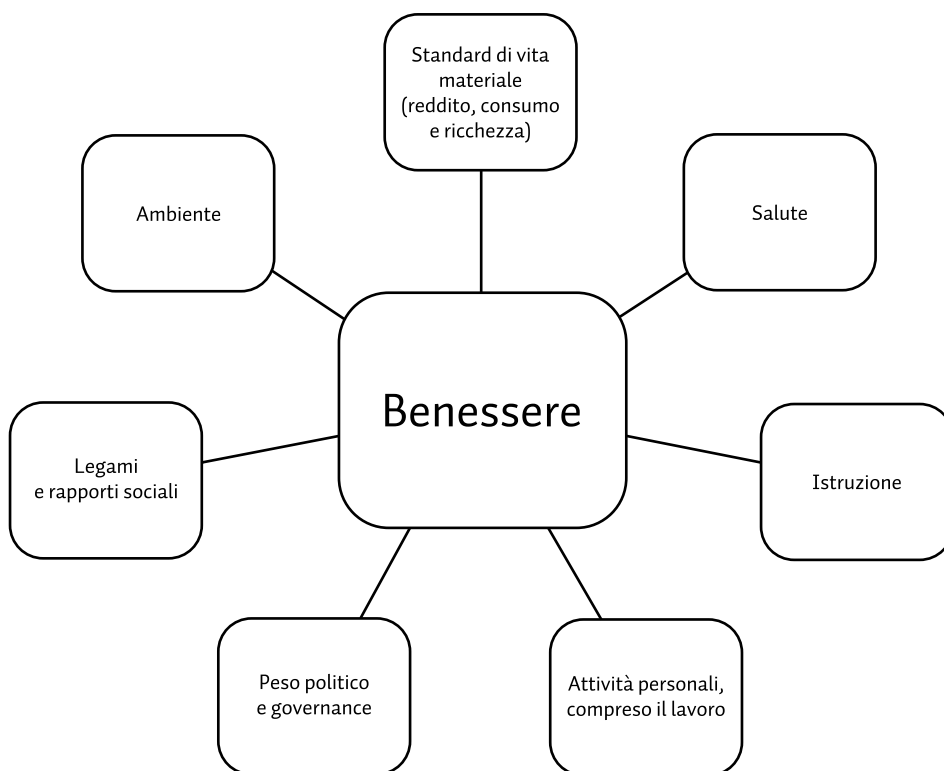 Standard di vita
materiale
(reddito, consumo
e ricchezza)
Ambiente
Salute
Benessere
Legami
e rapporti sociali
Istruzione
Peso politico
e governance
Attività personali,
compreso il lavoro